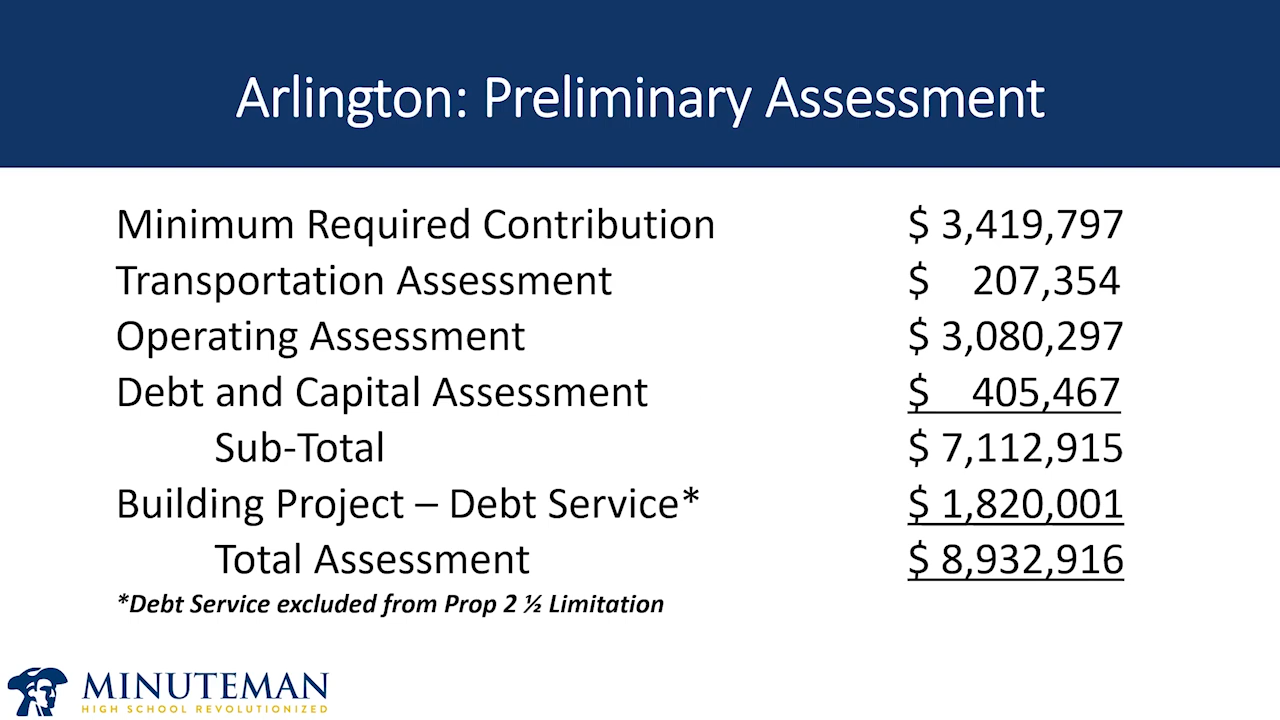 Arlington: Preliminary Assessment
Minimum Required Contribution $ 3,419,797
Transportation Assessment $ 207,354
Operating Assessment $ 3,080,297
Debt and Capital Assessment $ 405,467
Sub-Total $ 7,112,915
Building Project – Debt Service* $ 1,820,001
Total Assessment $ 8,932,916
*Debt Service excluded from Prop 2 ½ Limitation
MINUTEMAN
HIGH SCHOOL REVOLUTIONIZED